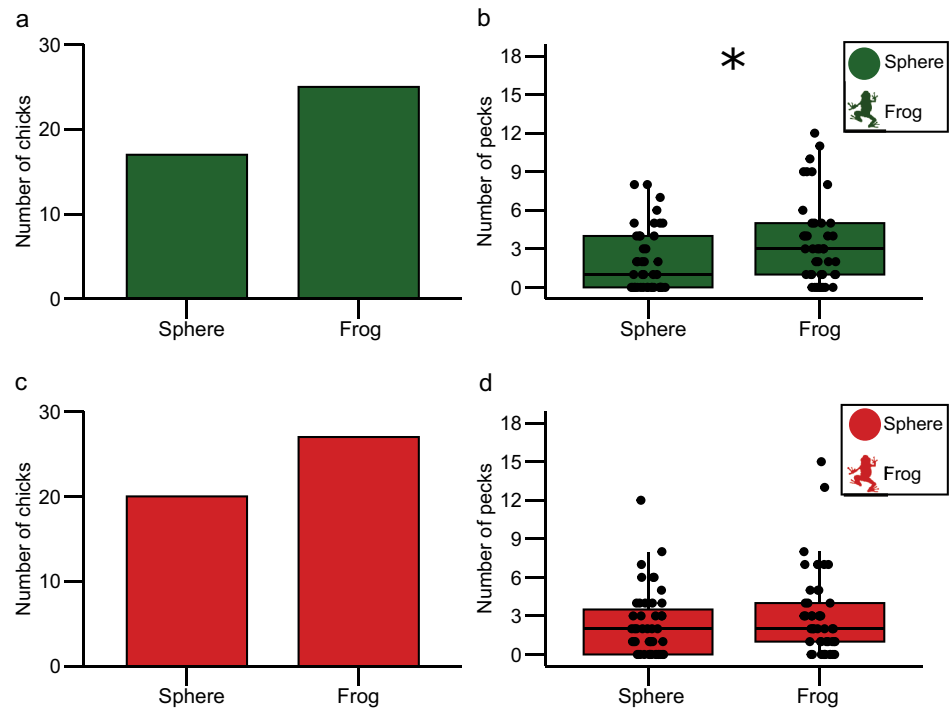 a
30
20
10
0
Number of chicks
Sphere
Frog
b
18
15
12
9
6
3
0
Number of pecks
*
Sphere
Frog
Sphere
Frog
c
30
20
10
0
Number of chicks
Sphere
Frog
d
18
15
12
9
6
3
0
Number of pecks
Sphere
Frog
Sphere
Frog